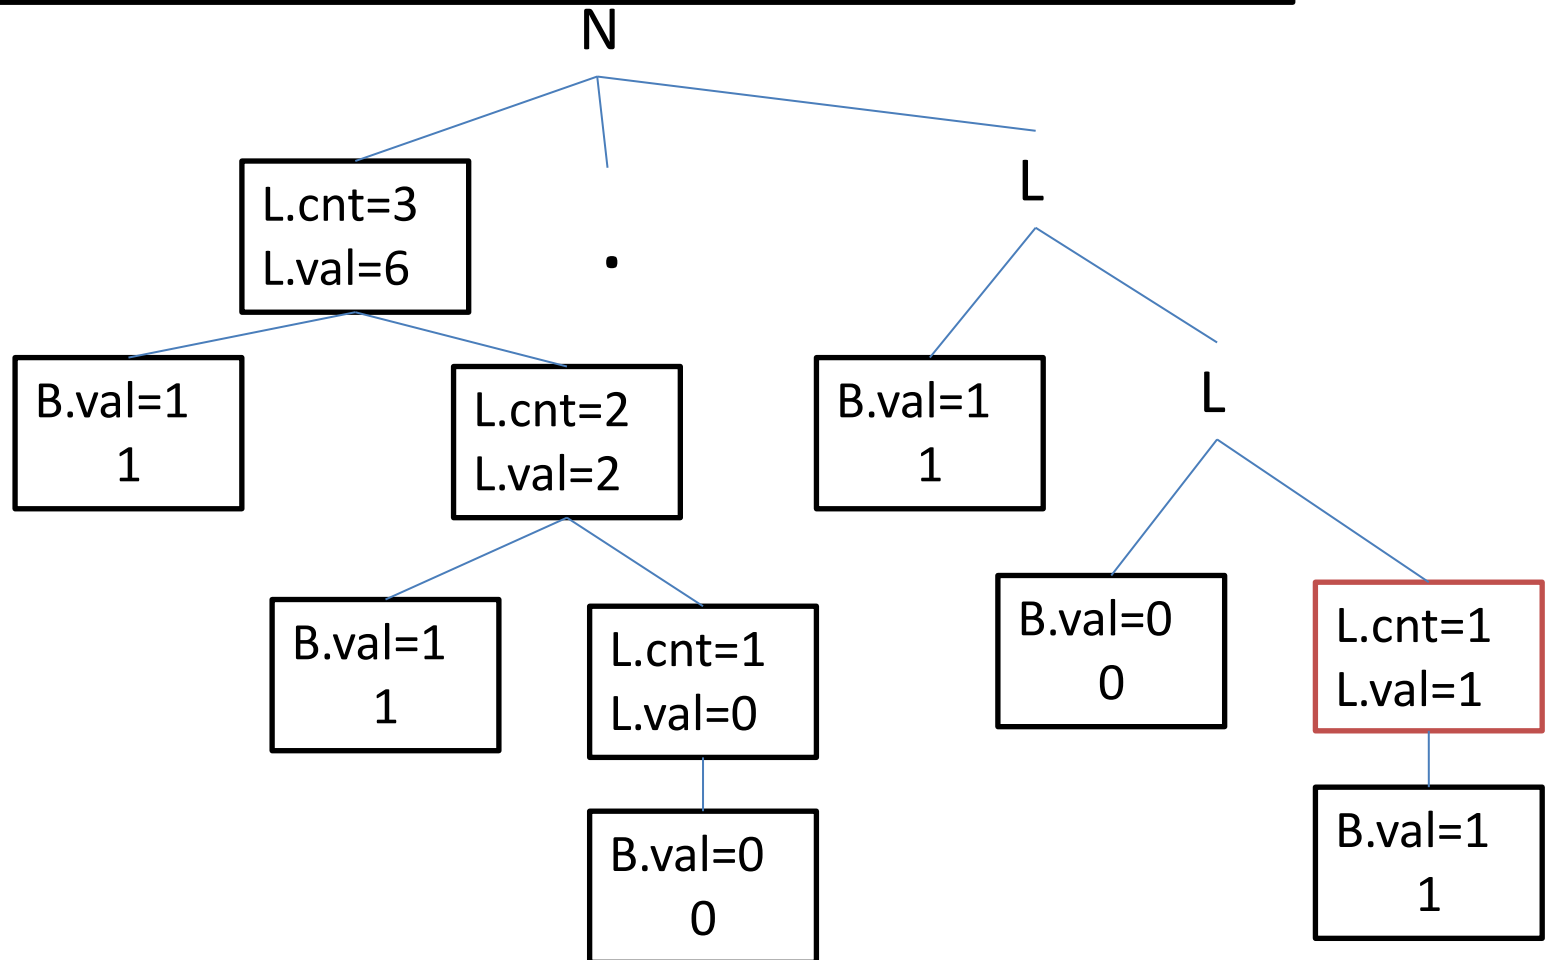 N
L.cnt=3
L.val=6
.
L
B.val=1
1
L.cnt=2
L.val=2
B.val=1
1
L
B.val=1
1
L.cnt=1
L.val=0
B.val=0
0
L.cnt=1
L.val=1
B.val=0
0
B.val=1
1